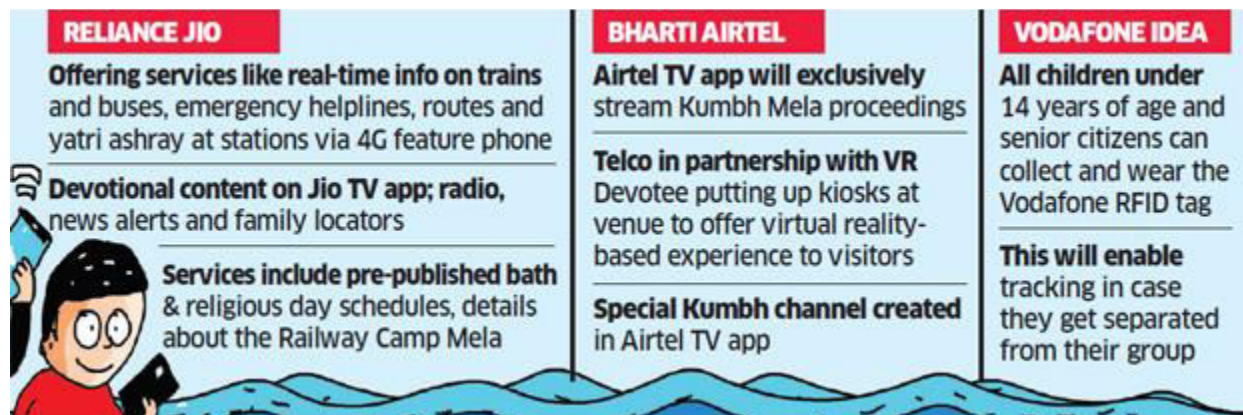 RELIANCE JIO
Offering services like real-time info on trains
and buses, emergency helplines, routes and
yatri ashray at stations via 4G feature phone
Devotional content on Jio TV app; radio,
news alerts and family locators
Services include pre-published bath
& religious day schedules, details
about the Railway Camp Mela
BHARTI AIRTEL
Airtel TV app will exclusively
stream Kumbh Mela proceedings
Telco in partnership with VR
Devotee putting up kiosks at
venue to offer virtual reality-
based experience to visitors
Special Kumbh channel created
in Airtel TV app
VODAFONE IDEA
All children under
14 years of age and
senior citizens can
collect and wear the
Vodafone RFID tag
This will enable
tracking in case
they get separated
from their group